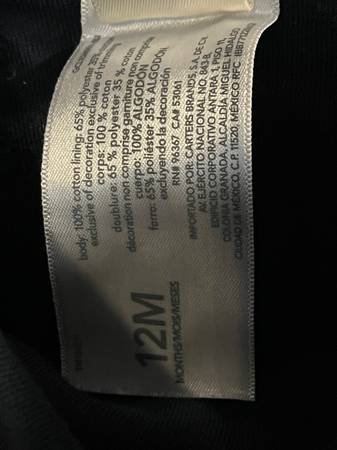 body: 100% cotton lining: 65% polyester 35%
exclusive of decoration exclusive of trimming
corps: 100 % coton
doublure: 65 % polyester 35 % coton
décoration non comprise garniture non comprise
cuerpo: 100% ALGODÓN
forro: 65% poliéster 35% ALGODÓN
excluyendo la decoración
RN# 96367 CA# 53061
IMPORTADO POR: CARTERS BRANDS, S.A. DE C.V.
AV. EJÉRCITO NACIONAL NO. 843-B,
EDIFICIO CORPORATIVO ANTARA 1, PISO 11,
COLONIA GRANADA, ALCALDÍA MIGUEL HIDALGO
CIUDAD DE MÉXICO, C.P. 11520,
MÉXICO RFC
12M
MONTHS/MOIS/MESES